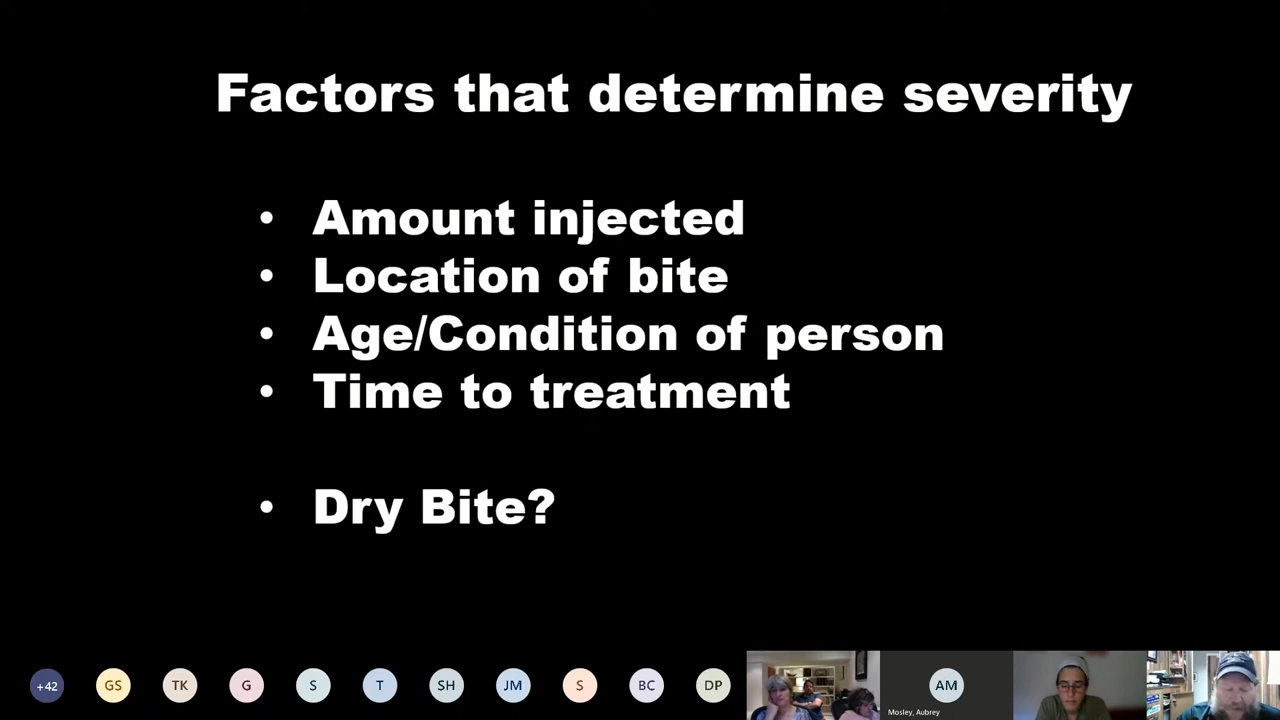 Factors that determine severity
• Amount injected
• Location of bite
• Age/Condition of person
• Time to treatment
• Dry Bite?
+42 GS TK G S T SH JM S BC DP AM
Mosley, Aubrey